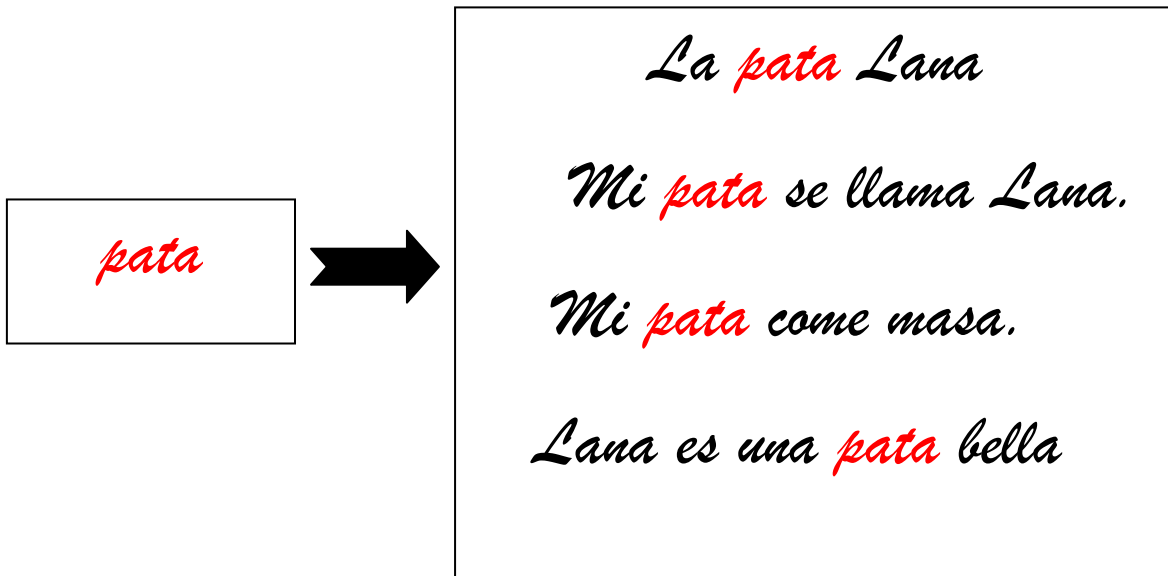 pata
La pata Lana
Mi pata se llama Lana.
Mi pata come masa.
Lana es una pata bella